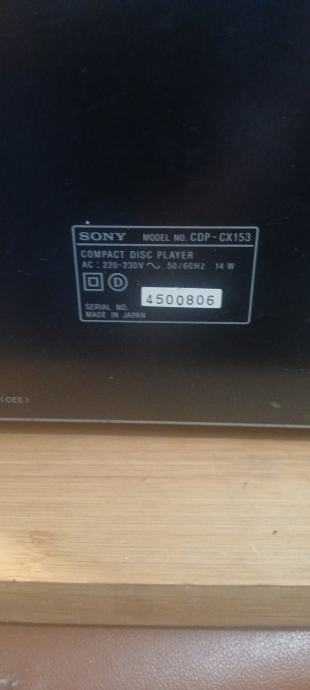 SONY MODEL NO. CDP-CX153
COMPACT DISC PLAYER
AC: 220-230V ~ 50/60HZ 14 W
D
4500806
SERIAL NO.
MADE IN JAPAN
(CEE)